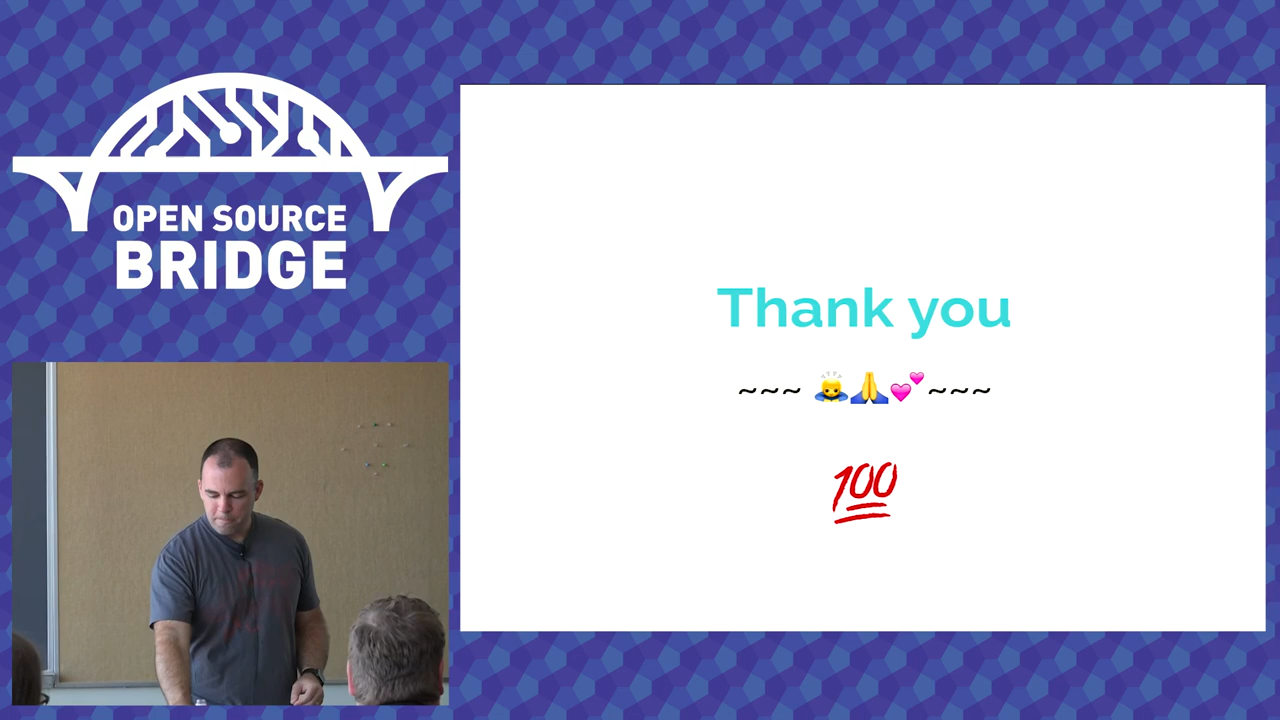 OPEN SOURCE
BRIDGE
Thank you
~~~ 🙇🙏💕~~~
💯